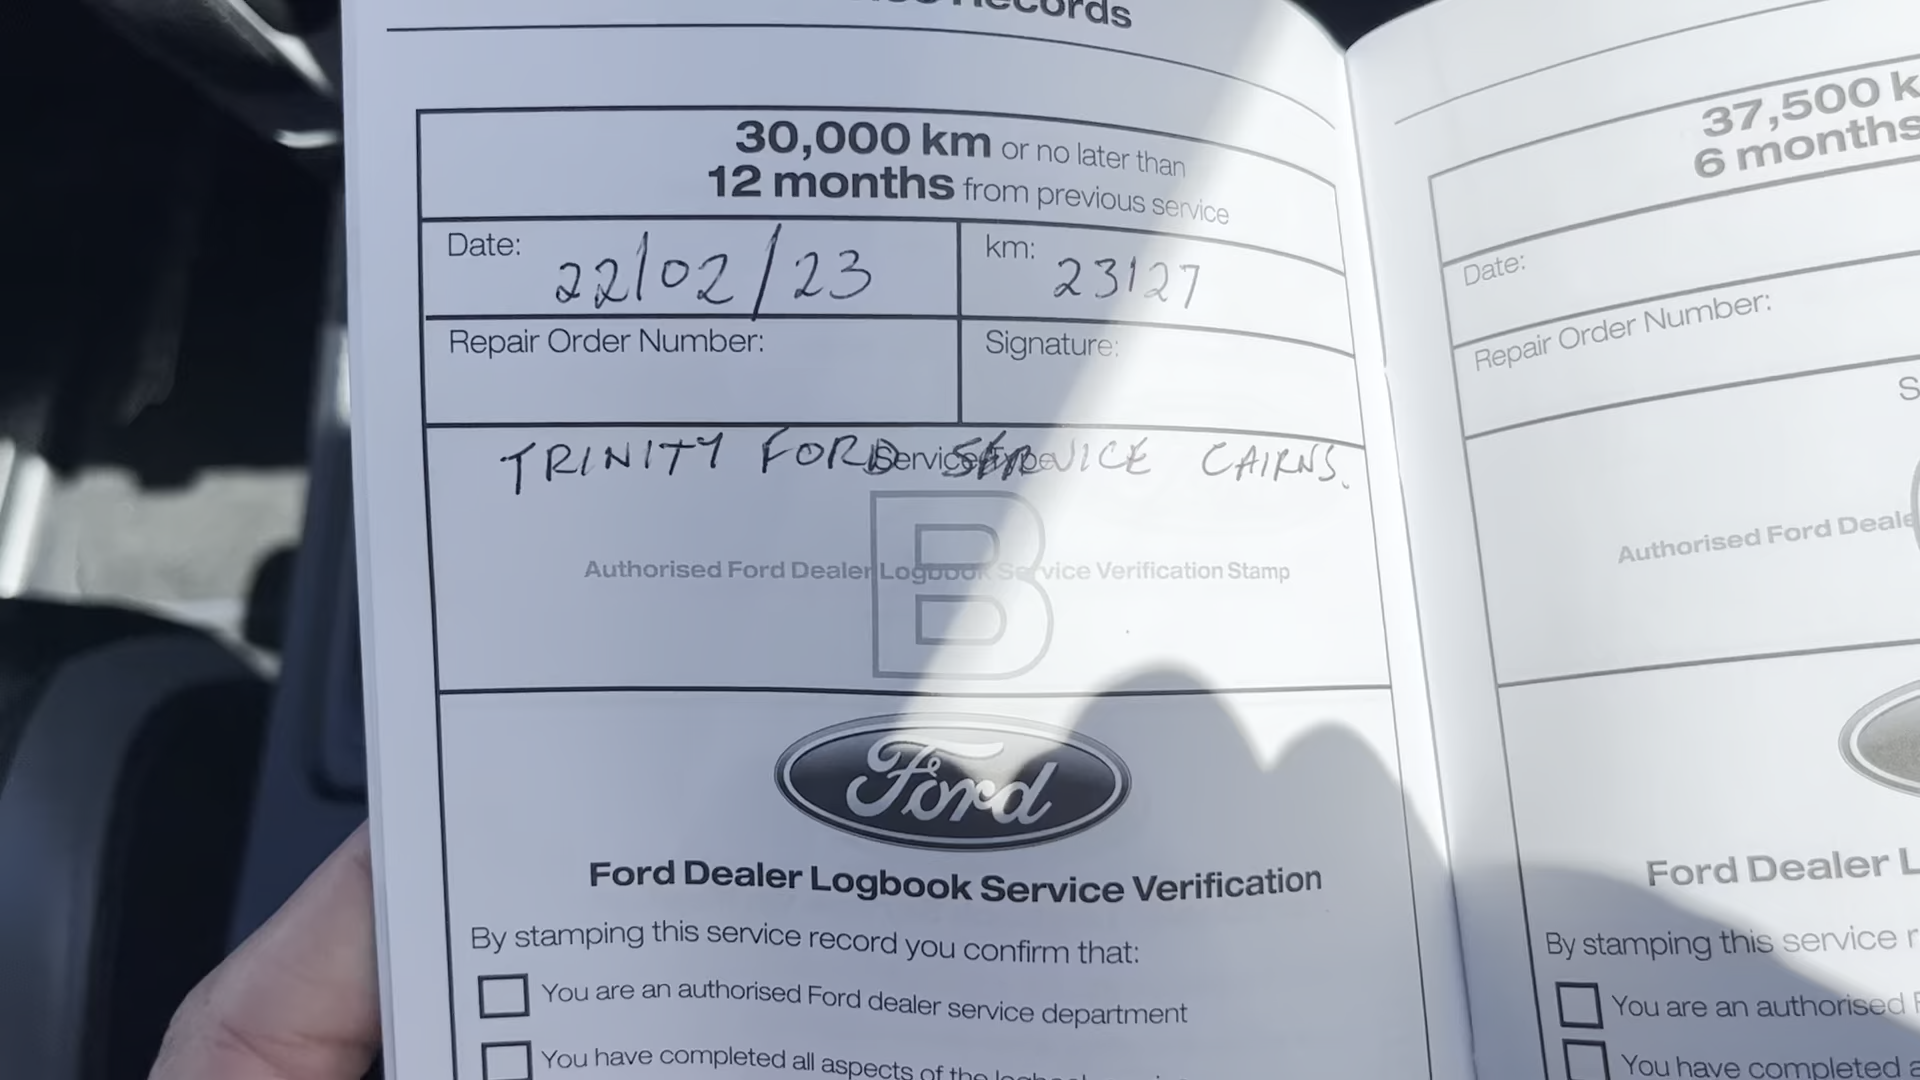 Records
30,000 km or no later than
12 months from previous service
Date: 22/02/23
km: 23127
Repair Order Number:
Signature:
TRINITY FORD SERVICE CAIRNS.
Service Type
B
Authorised Ford Dealer Logbook Service Verification Stamp
Ford
Ford Dealer Logbook Service Verification
By stamping this service record you confirm that:
You are an authorised Ford dealer service department
You have completed all aspects of the
37,500 k
6 months
Date:
Repair Order Number:
S
Authorised Ford Deale
Ford Dealer L
By stamping this service r
You are an authorised F
You have completed a